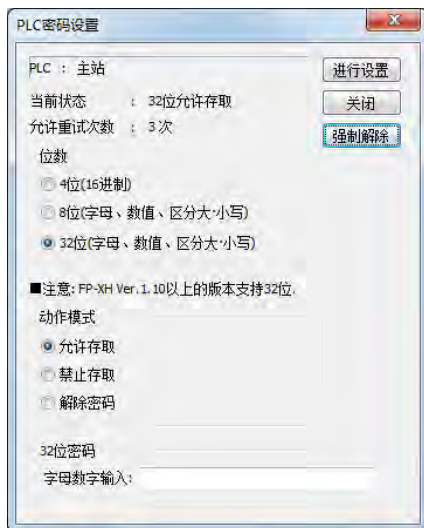 PLC密码设置
PLC : 主站
进行设置
当前状态 : 32位允许存取
关闭
允许重试次数 : 3次
强制解除
位数
4位(16进制)
8位(字母、数值、区分大·小写)
32位(字母、数值、区分大·小写)
■注意: FP-XH Ver.1.10以上的版本支持32位.
动作模式
允许存取
禁止存取
解除密码
32位密码
字母数字输入: